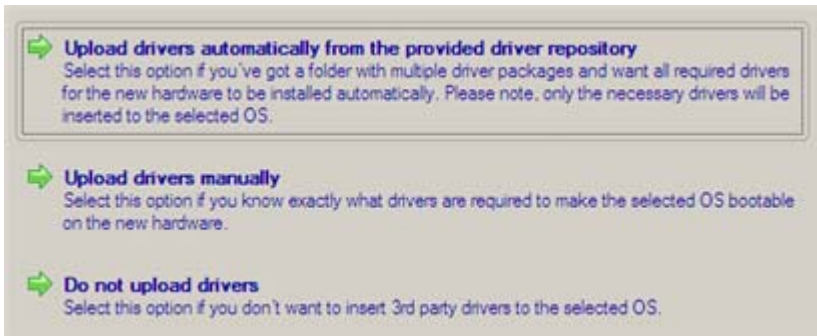 Upload drivers automatically from the provided driver repository
Select this option if you've got a folder with multiple driver packages and want all required drivers
for the new hardware to be installed automatically. Please note, only the necessary drivers will be
inserted to the selected OS.
Upload drivers manually
Select this option if you know exactly what drivers are required to make the selected OS bootable
on the new hardware.
Do not upload drivers
Select this option if you don't want to insert 3rd party drivers to the selected OS.